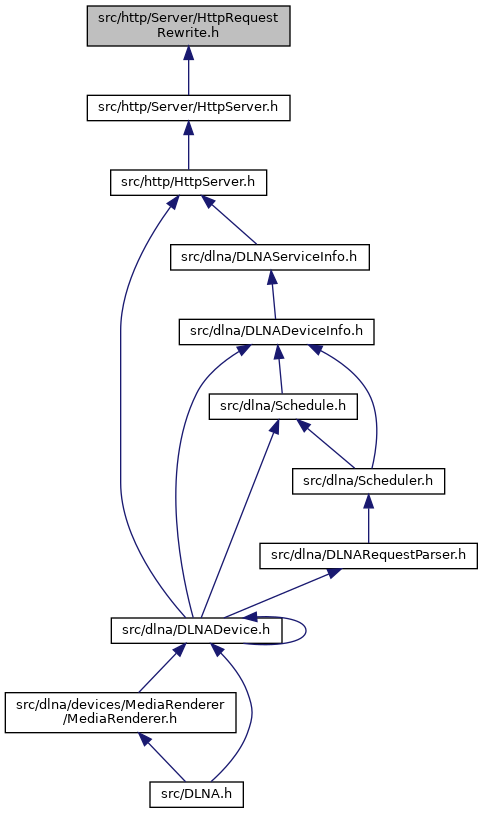 src/http/Server/HttpRequest
Rewrite.h
src/http/Server/HttpServer.h
src/http/HttpServer.h
src/dlna/DLNAServiceInfo.h
src/dlna/DLNADeviceInfo.h
src/dlna/Schedule.h
src/dlna/Scheduler.h
src/dlna/DLNARequestParser.h
src/dlna/DLNADevice.h
src/dlna/devices/MediaRenderer
/MediaRenderer.h
src/DLNA.h